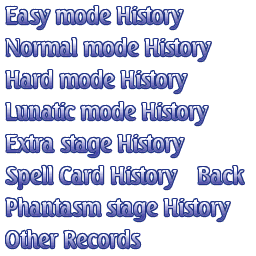 Easy mode History
Normal mode History
Hard mode History
Lunatic mode History
Extra stage History
Spell Card History Back
Phantasm stage History
Other Records